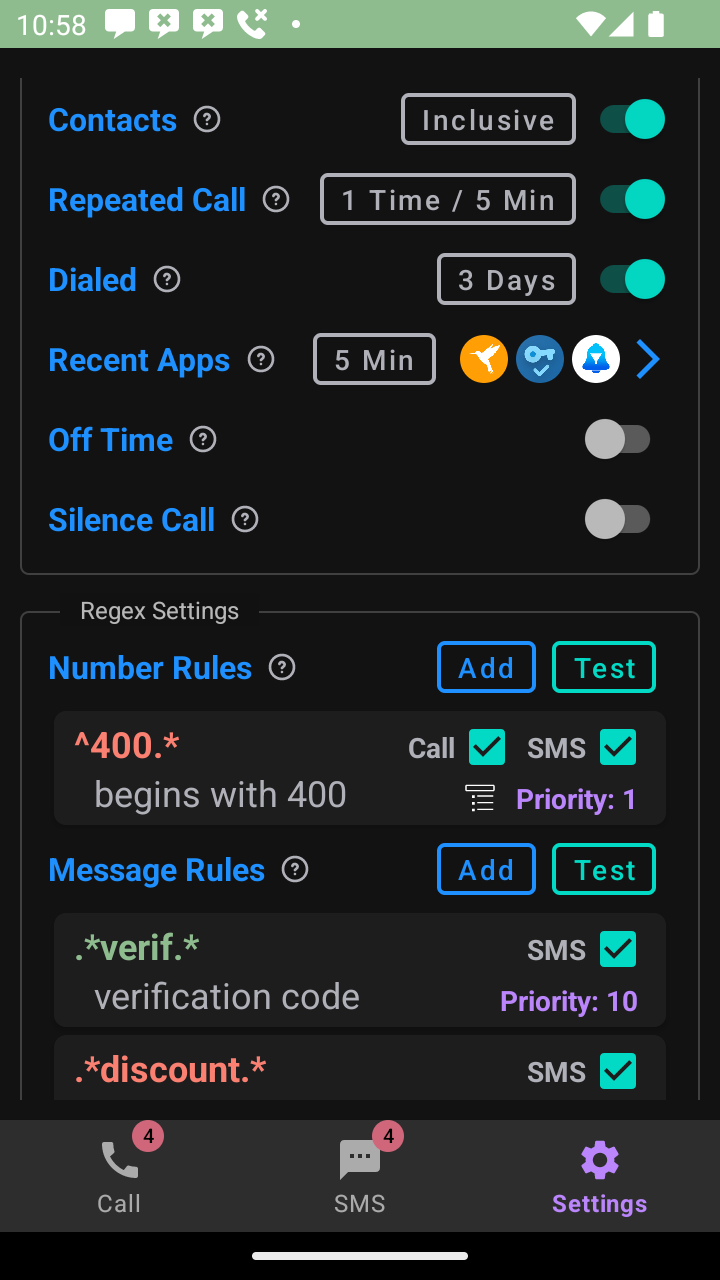 10:58
Contacts ? Inclusive
Repeated Call ? 1 Time / 5 Min
Dialed ? 3 Days
Recent Apps ? 5 Min
Off Time ?
Silence Call ?
Regex Settings
Number Rules ? Add Test
^400.* Call SMS
begins with 400 Priority: 1
Message Rules ? Add Test
.*verif.* SMS
verification code Priority: 10
.*discount.* SMS
4 4
Call SMS Settings